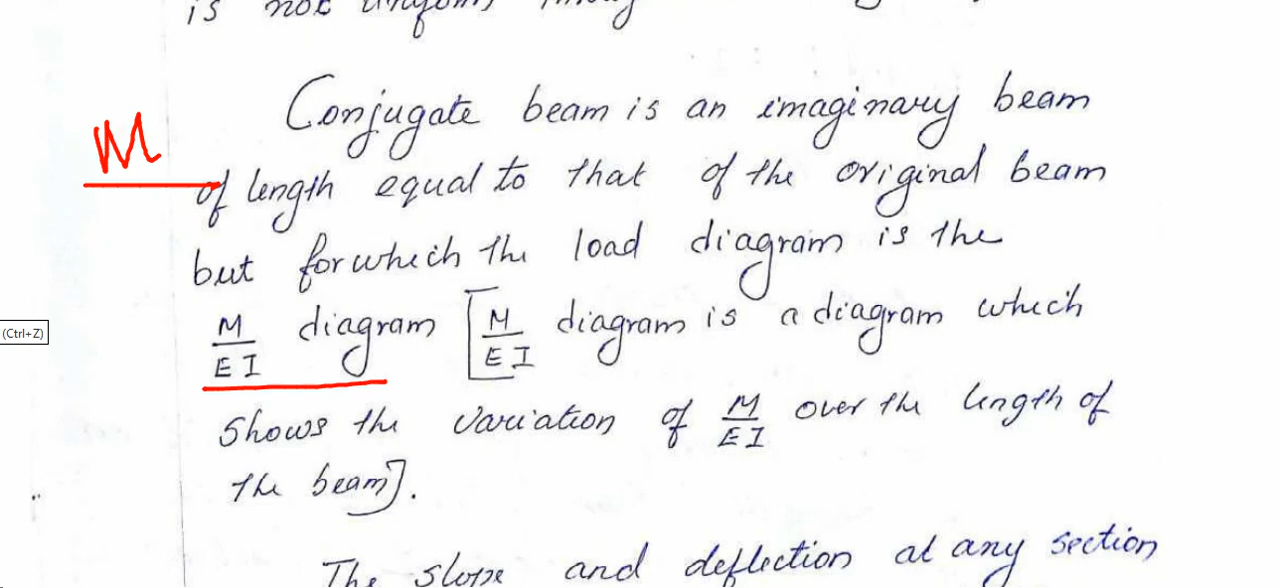 is not uniform
Conjugate beam is an imaginary beam
M
of length equal to that of the original beam
but for which the load diagram is the
M/EI diagram [M/EI diagram is a diagram which
(Ctrl+Z)
shows the variation of M/EI over the length of
the beam].
The slope and deflection at any section